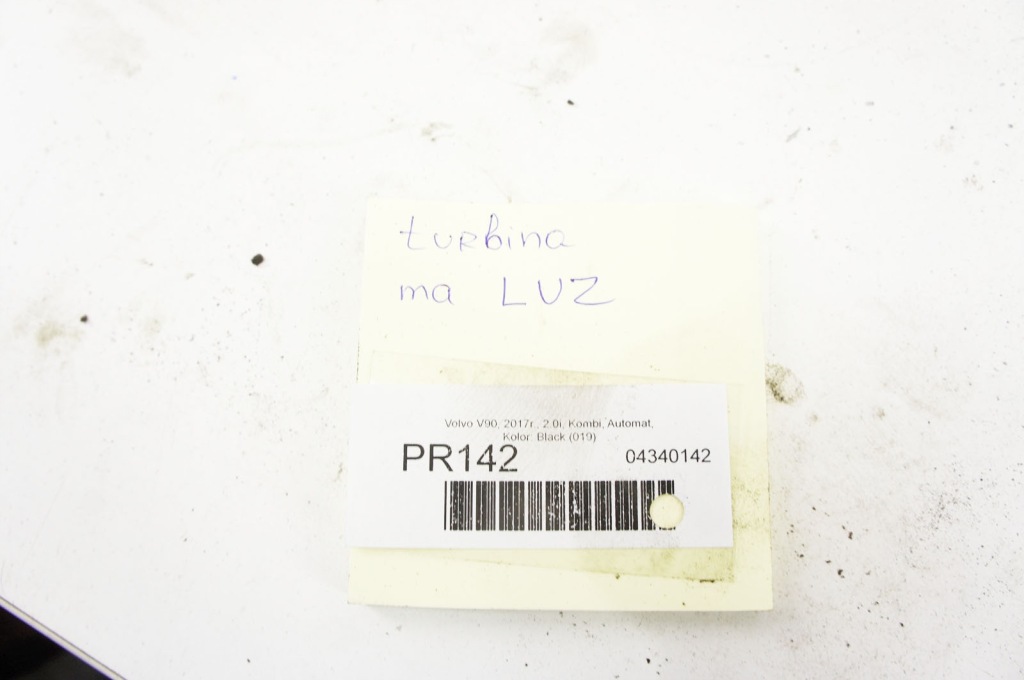 turbina
ma LUZ
Volvo V90, 2017r., 2.0i, Kombi, Automat,
Kolor: Black (019)
PR142 04340142